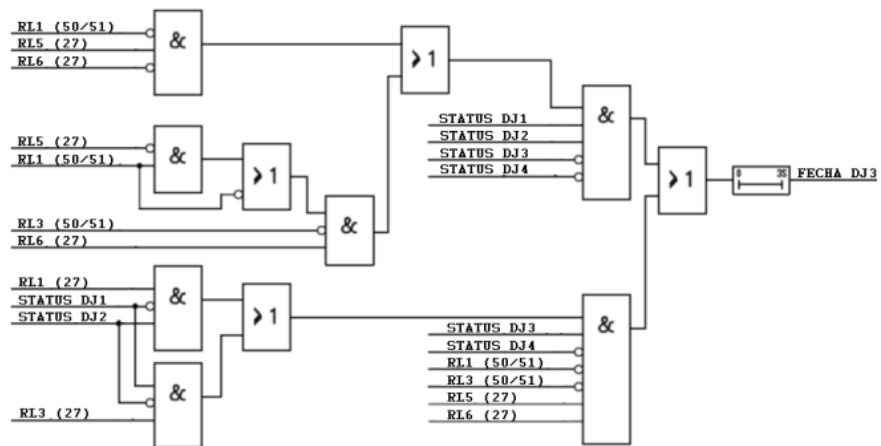 RL1 (50/51)
RL5 (27)
RL6 (27)
&
>1
STATUS DJ1
STATUS DJ2
STATUS DJ3
STATUS DJ4
&
RL5 (27)
RL1 (50/51)
&
>1
>1
0 3S
FECHA DJ3
RL3 (50/51)
RL6 (27)
&
RL1 (27)
STATUS DJ1
STATUS DJ2
&
>1
STATUS DJ3
STATUS DJ4
RL1 (50/51)
RL3 (50/51)
RL5 (27)
RL6 (27)
&
RL3 (27)
&